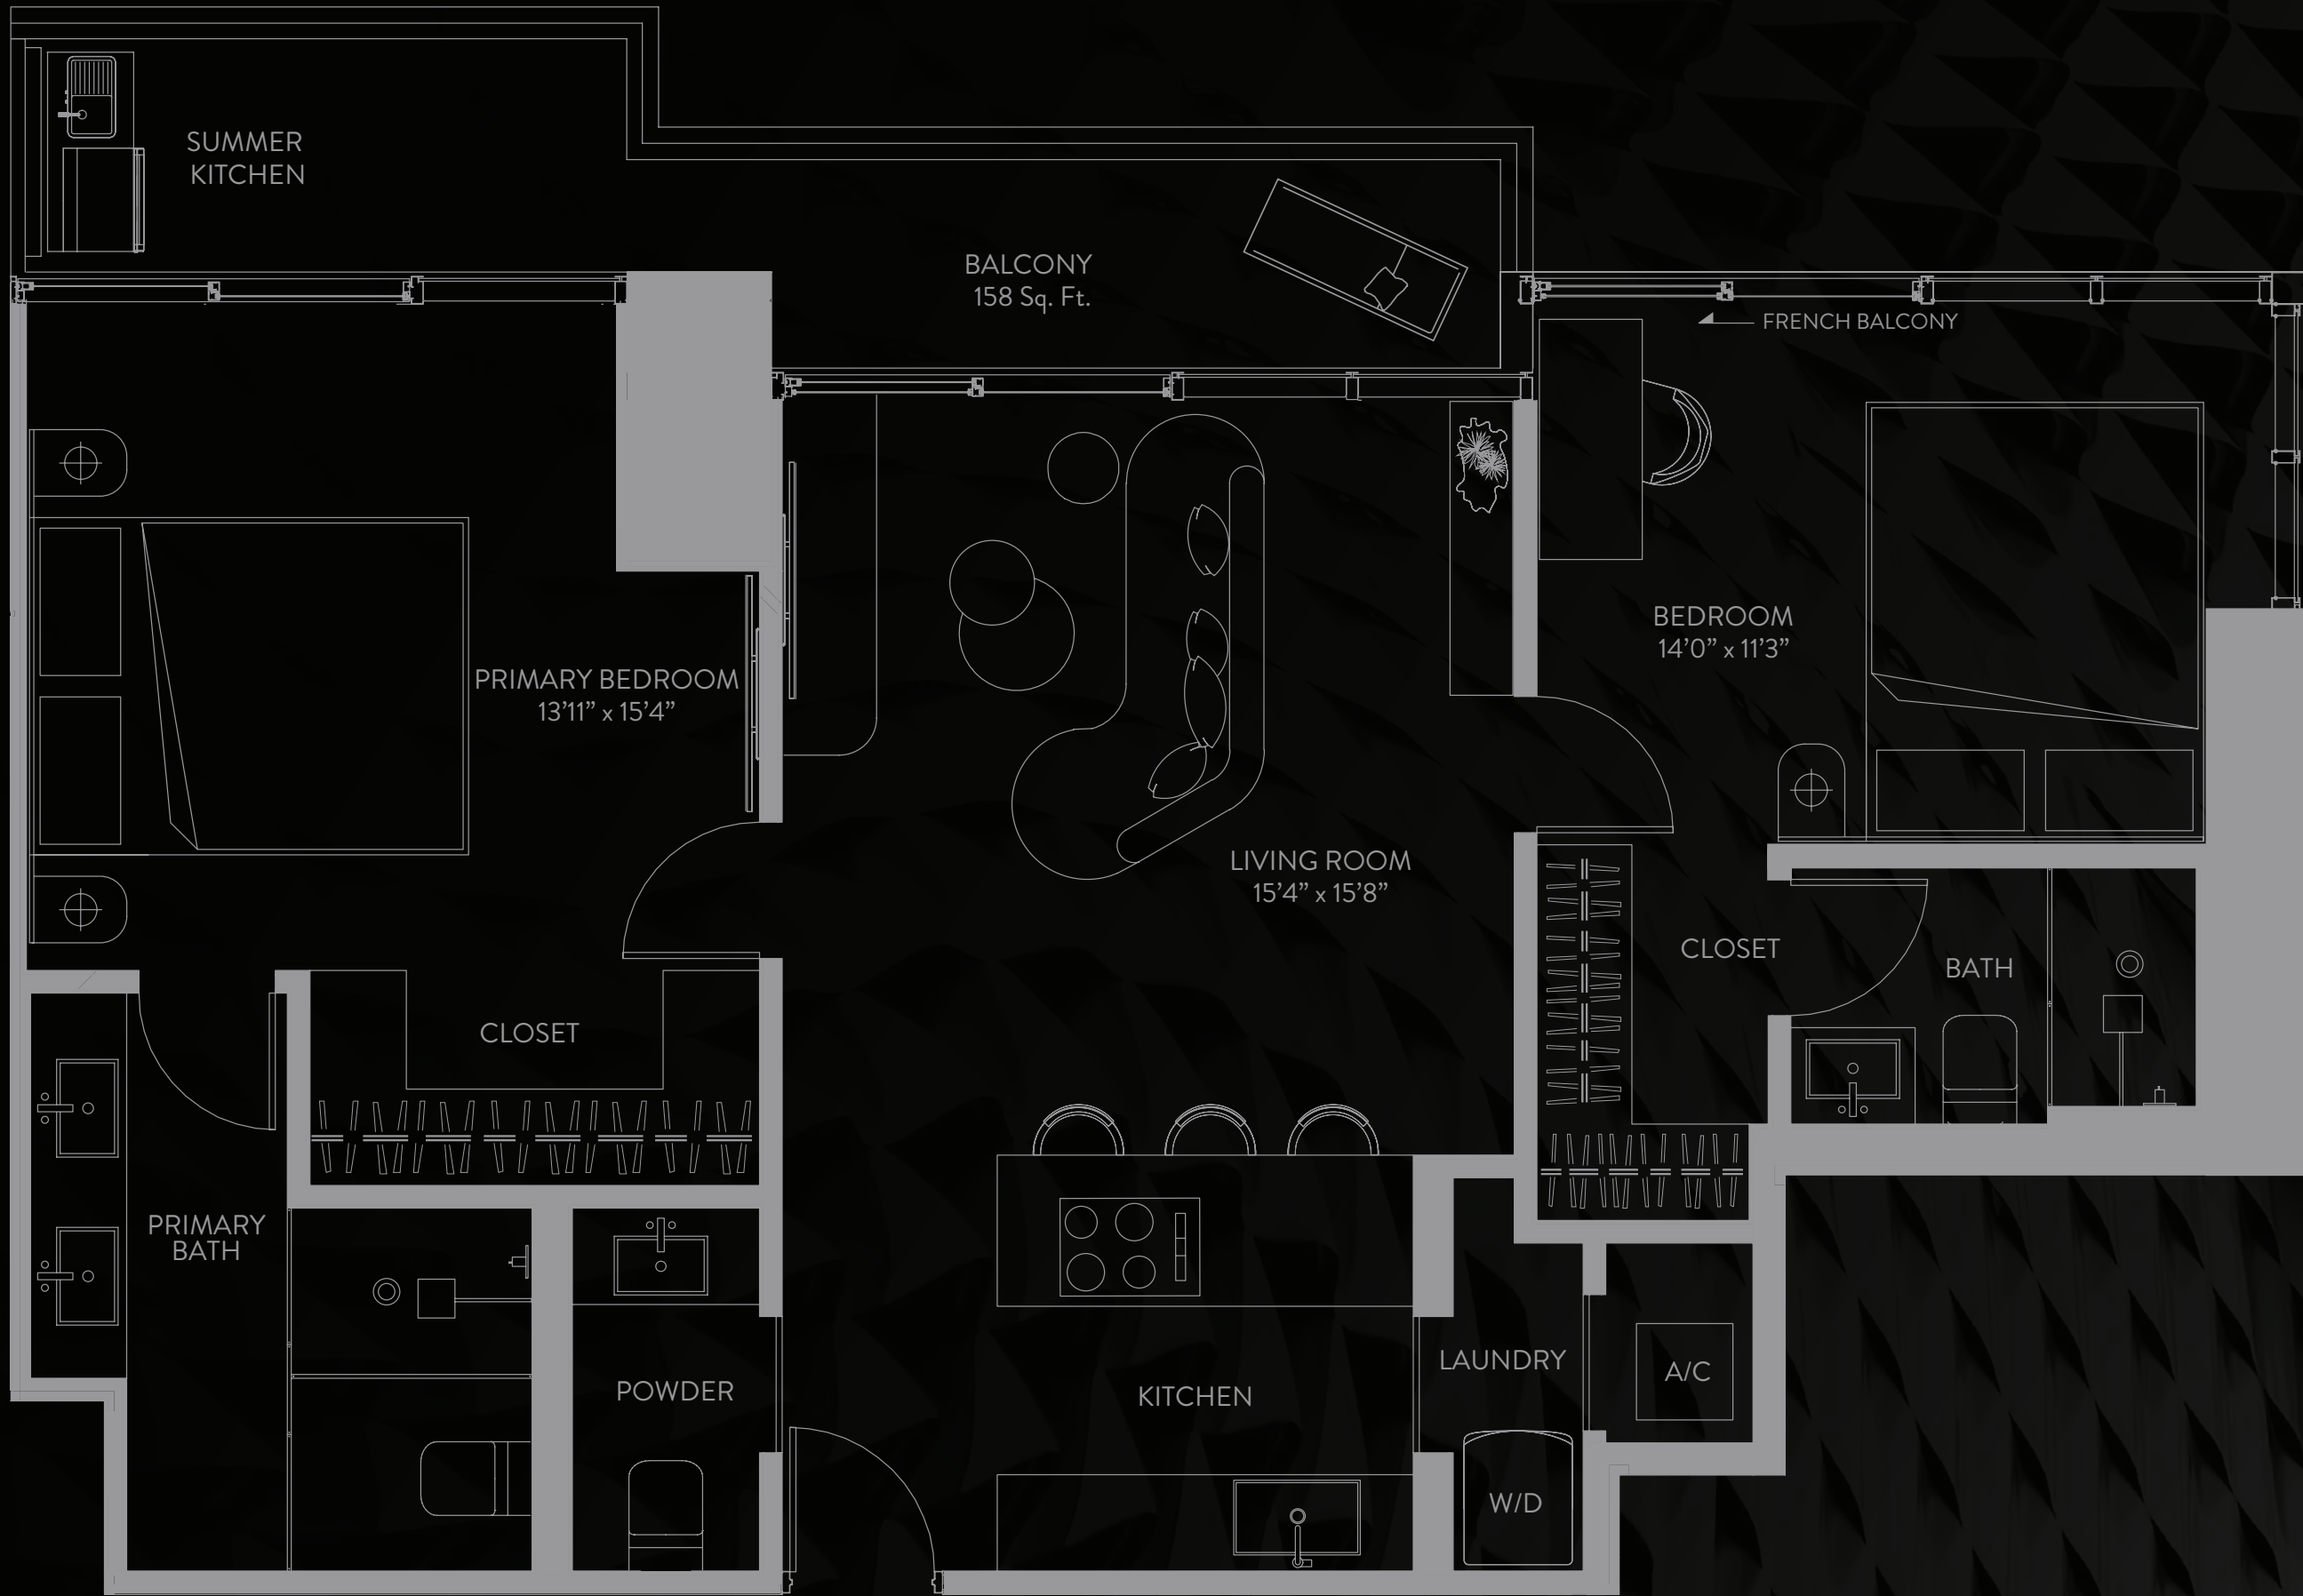 SUMMER
KITCHEN
BALCONY
158 Sq. Ft.
FRENCH BALCONY
BEDROOM
14’0” x 11’3”
PRIMARY BEDROOM
13’11” x 15’4”
LIVING ROOM
15’4” x 15’8”
CLOSET
BATH
CLOSET
PRIMARY
BATH
POWDER
KITCHEN
LAUNDRY
A/C
W/D